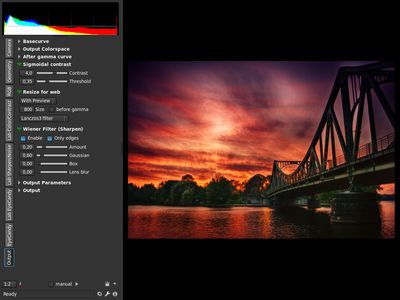 Camera
Geometry
RGB
Lab Color/Contrast
Lab Sharpen/Noise
Lab EyeCandy
EyeCandy
Output
Basecurve
Output Colorspace
After gamma curve
Sigmoidal contrast
4,0 Contrast
0,35 Threshold
Resize for web
With Preview
800 Size before gamma
Lanczos3 filter
Wiener Filter (Sharpen)
Enable Only edges
0,20 Amount
0,60 Gaussian
0,00 Box
0,00 Lens blur
Output Parameters
Output
1:2 manual
Ready